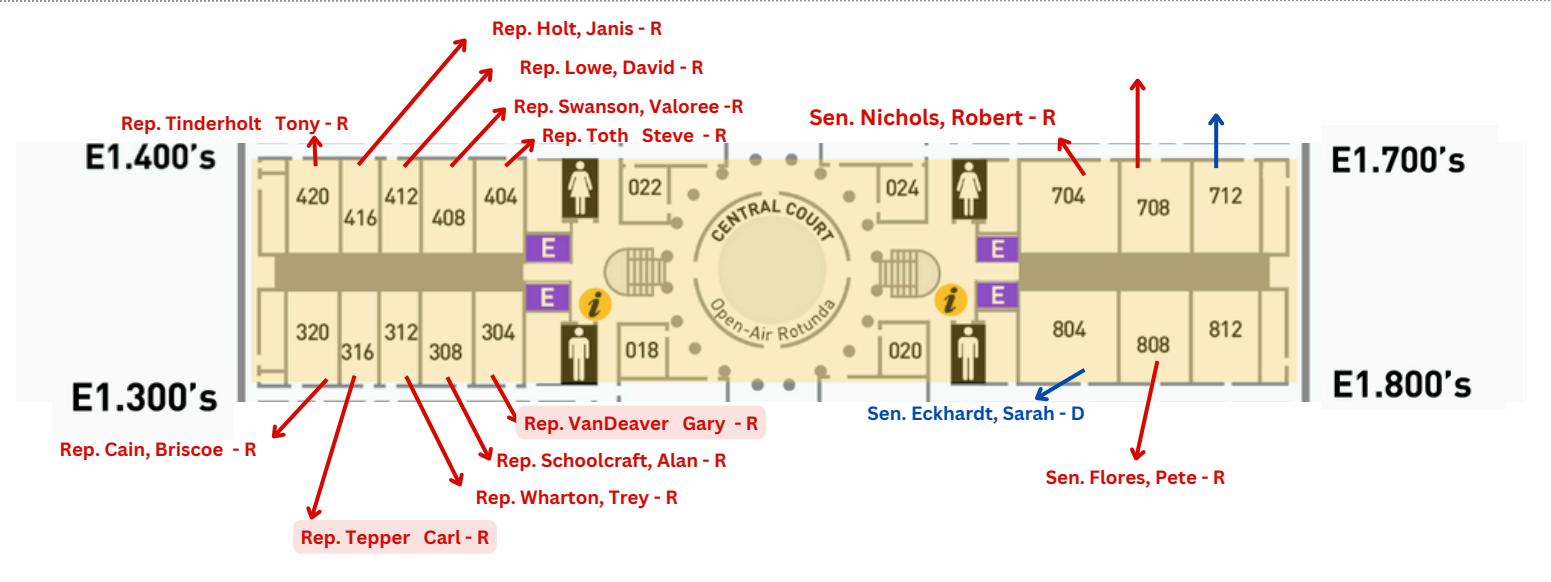 Rep. Holt, Janis - R
Rep. Lowe, David - R
Rep. Swanson, Valoree -R
Rep. Tinderholt Tony - R
Rep. Toth Steve - R
Sen. Nichols, Robert - R
E1.400's
E1.700's
420
416
412
408
404
022
CENTRAL COURT
024
704
708
712
E
E
E
E
i
i
Open-Air Rotunda
320
316
312
308
304
018
020
804
808
812
E1.300's
E1.800's
Rep. VanDeaver Gary - R
Sen. Eckhardt, Sarah - D
Rep. Cain, Briscoe - R
Rep. Schoolcraft, Alan - R
Sen. Flores, Pete - R
Rep. Wharton, Trey - R
Rep. Tepper Carl - R